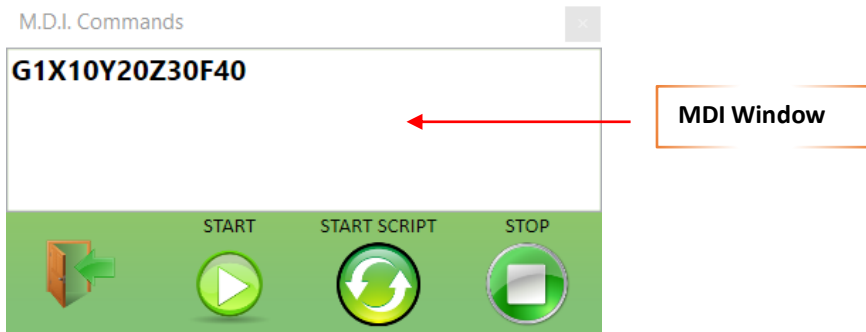 M.D.I. Commands
G1X10Y20Z30F40
MDI Window
START START SCRIPT STOP